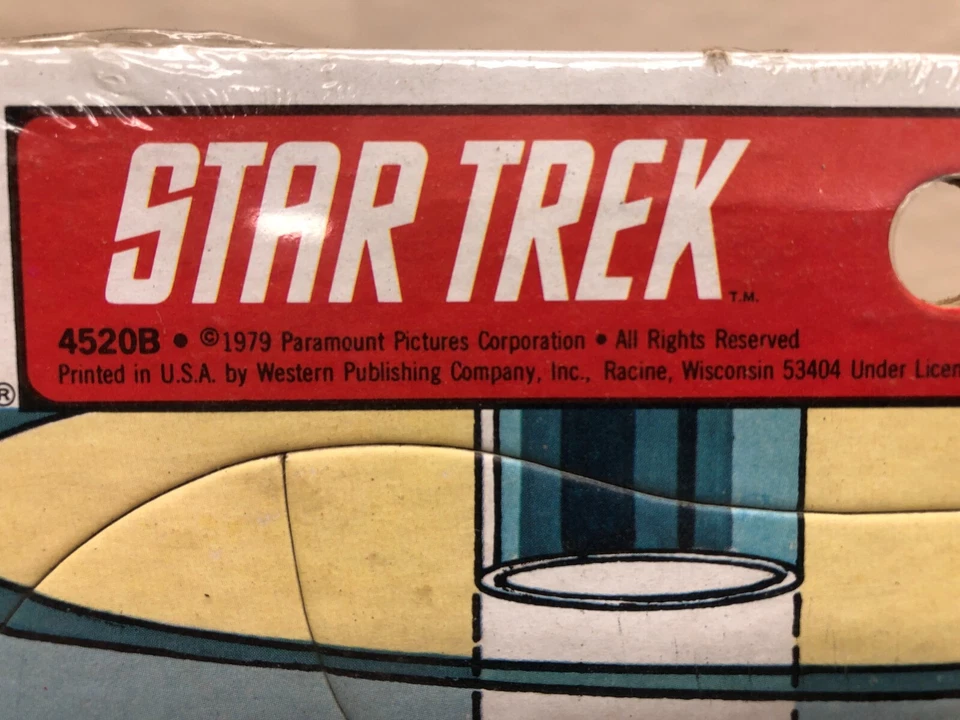 STAR TREK
T.M.
4520B • ©1979 Paramount Pictures Corporation • All Rights Reserved
Printed in U.S.A. by Western Publishing Company, Inc., Racine, Wisconsin 53404 Under
®